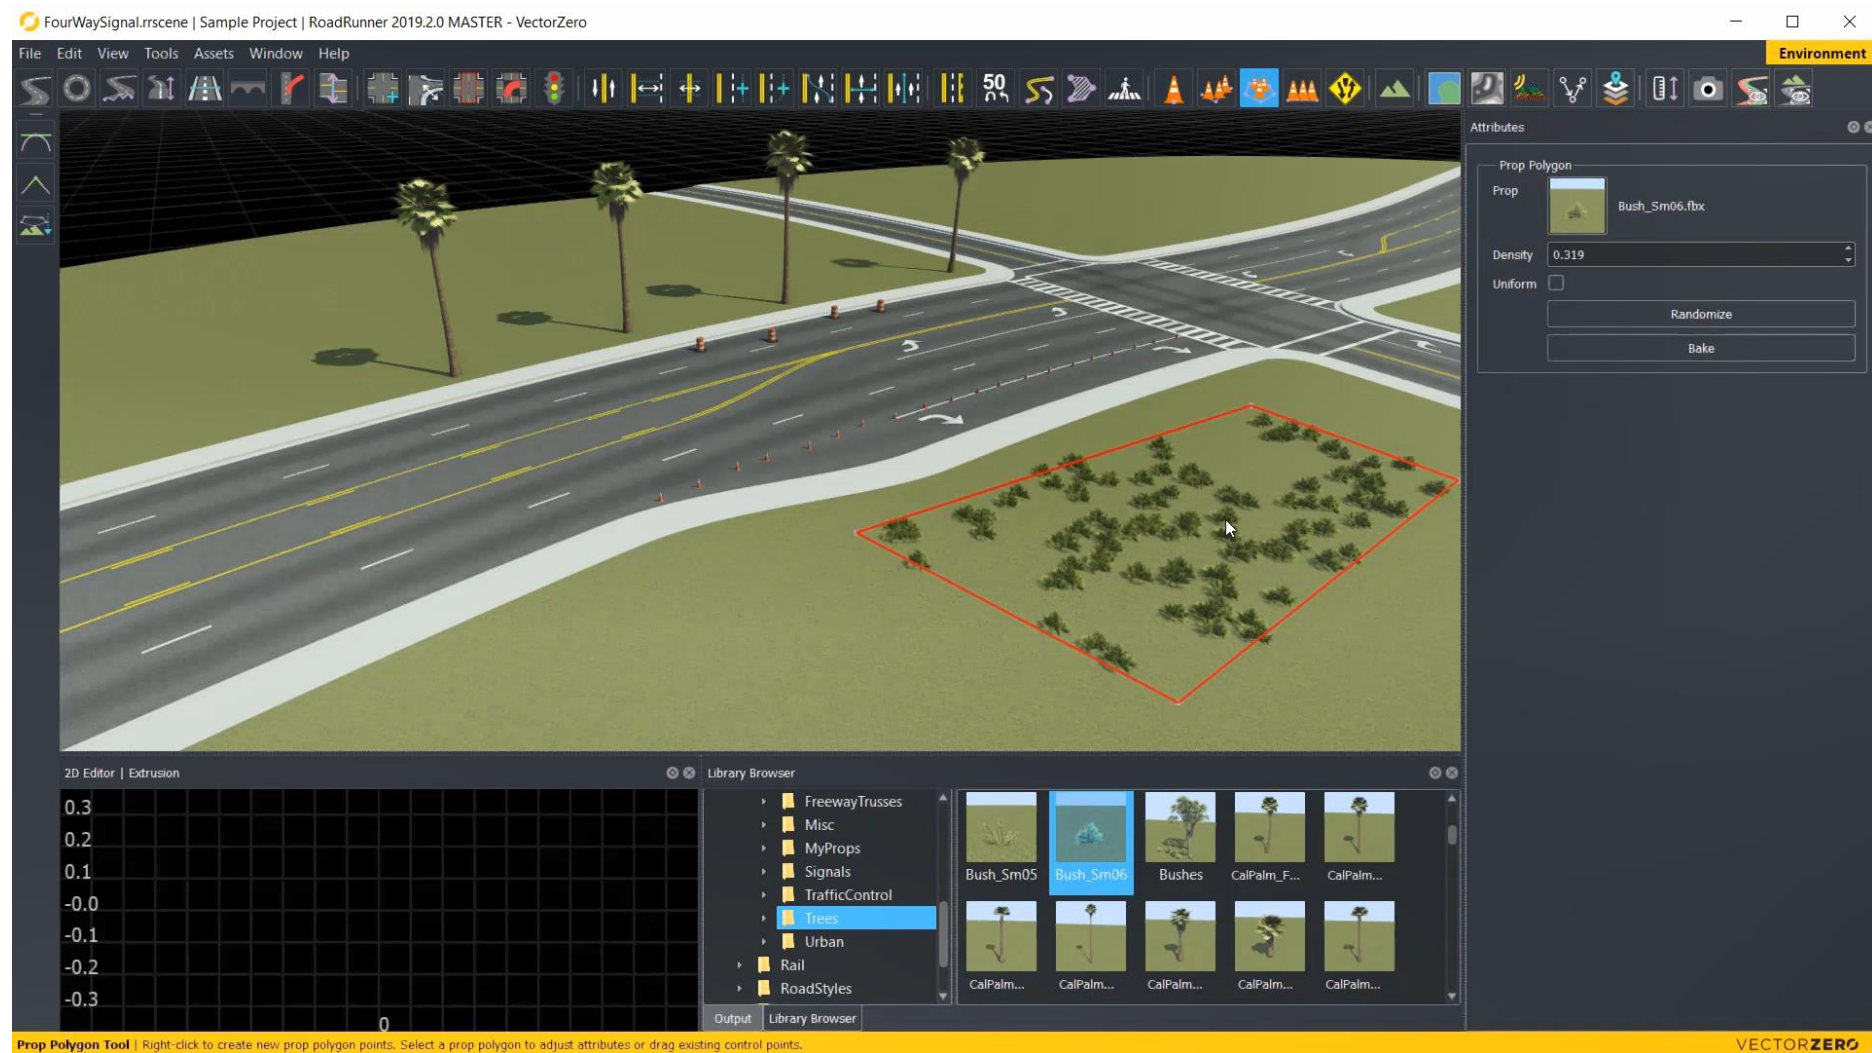 FourWaySignal.rrscene | Sample Project | RoadRunner 2019.2.0 MASTER - VectorZero
File Edit View Tools Assets Window Help
Environment
50
Attributes
Prop Polygon
Prop
Bush_Sm06.fbx
Density 0.319
Uniform
Randomize
Bake
2D Editor | Extrusion
0.3
0.2
0.1
-0.0
-0.1
-0.2
-0.3
0
Library Browser
FreewayTrusses
Misc
MyProps
Signals
TrafficControl
Trees
Urban
Rail
RoadStyles
Bush_Sm05 Bush_Sm06 Bushes CalPalm_F... CalPalm...
CalPalm... CalPalm... CalPalm... CalPalm... CalPalm...
Output Library Browser
Prop Polygon Tool | Right-click to create new prop polygon points. Select a prop polygon to adjust attributes or drag existing control points.
VECTORZERO